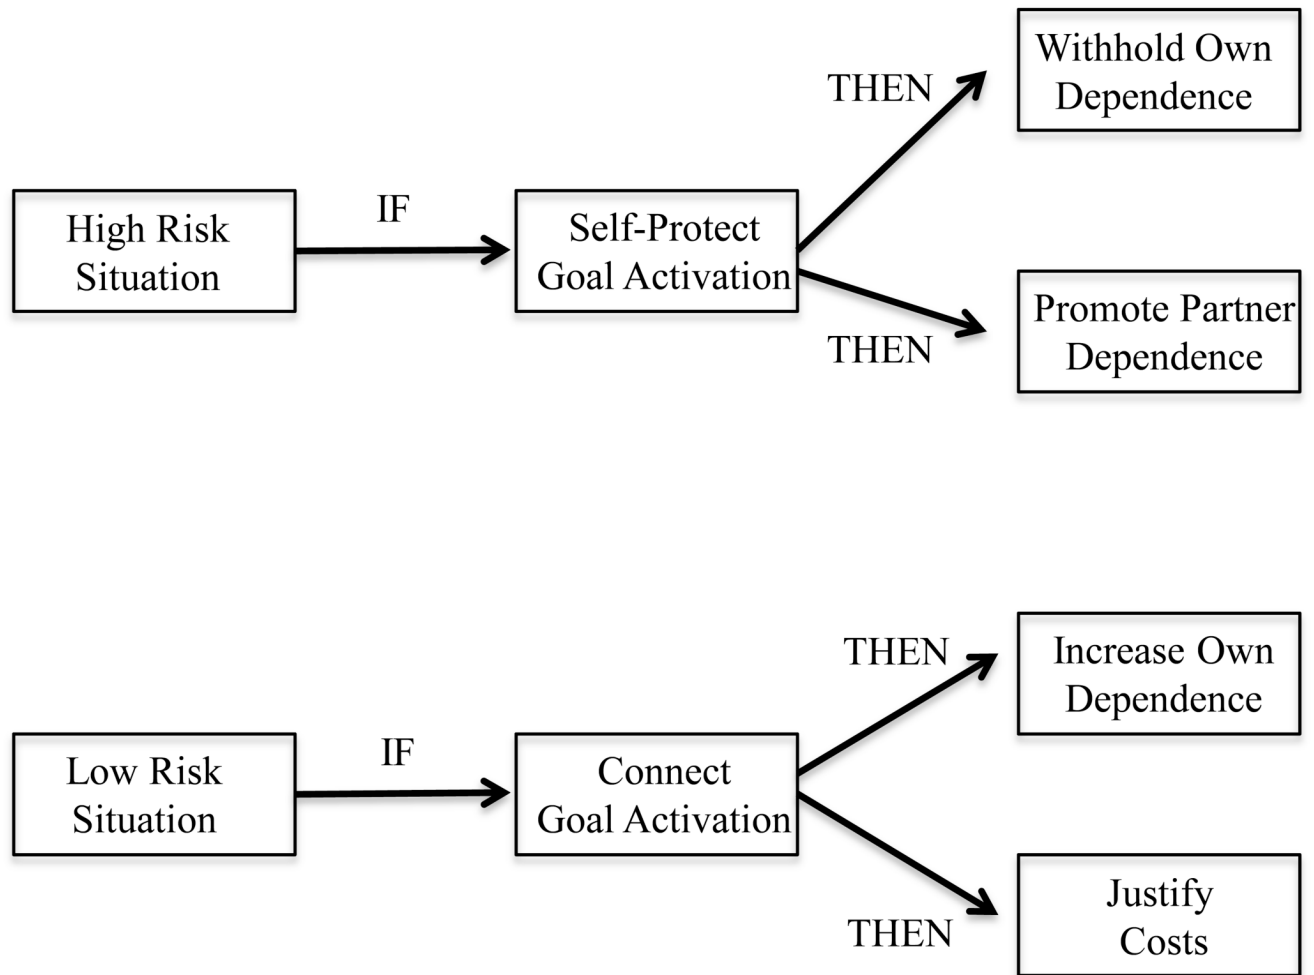 Withhold Own
Dependence
THEN
High Risk
Situation
IF
Self-Protect
Goal Activation
Promote Partner
Dependence
THEN
Increase Own
Dependence
THEN
Low Risk
Situation
IF
Connect
Goal Activation
Justify
Costs
THEN